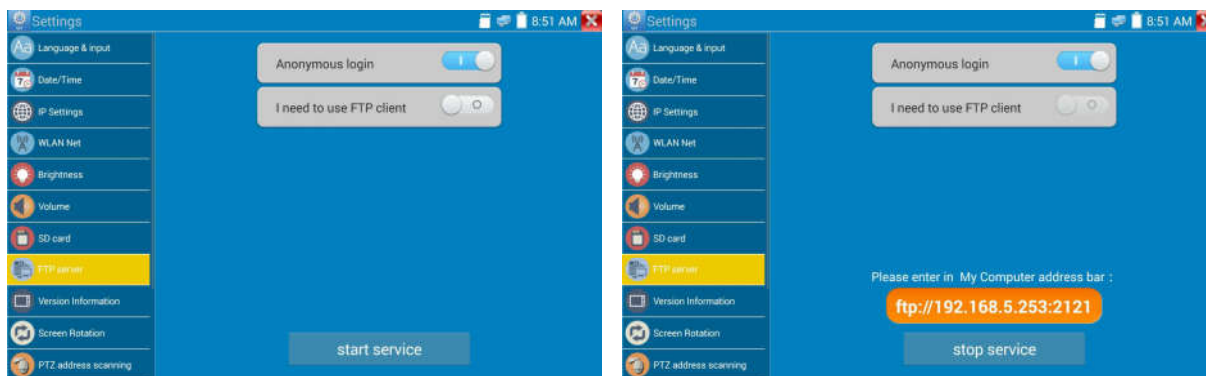 Settings
8:51 AM
Language & input
Date/Time
IP Settings
WLAN Net
Brightness
Volume
SD card
FTP server
Version Information
Screen Rotation
PTZ address scanning
Anonymous login
I need to use FTP client
start service
Settings
8:51 AM
Language & input
Date/Time
IP Settings
WLAN Net
Brightness
Volume
SD card
FTP server
Version Information
Screen Rotation
PTZ address scanning
Anonymous login
I need to use FTP client
Please enter in My Computer address bar :
ftp://192.168.5.253:2121
stop service